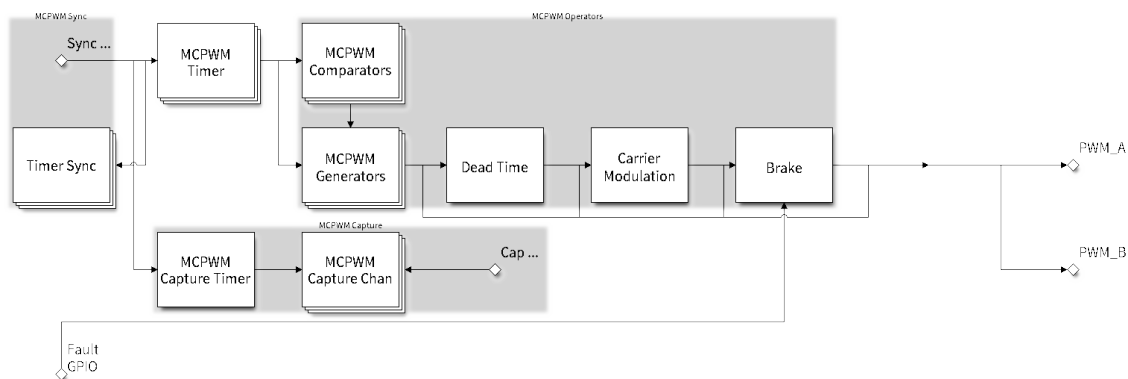 MCPWM Sync
MCPWM Operators
Sync ...
MCPWM
Timer
MCPWM
Comparators
Timer Sync
MCPWM
Generators
Dead Time
Carrier
Modulation
Brake
PWM_A
MCPWM Capture
MCPWM
Capture Timer
MCPWM
Capture Chan
Cap ...
PWM_B
Fault
GPIO